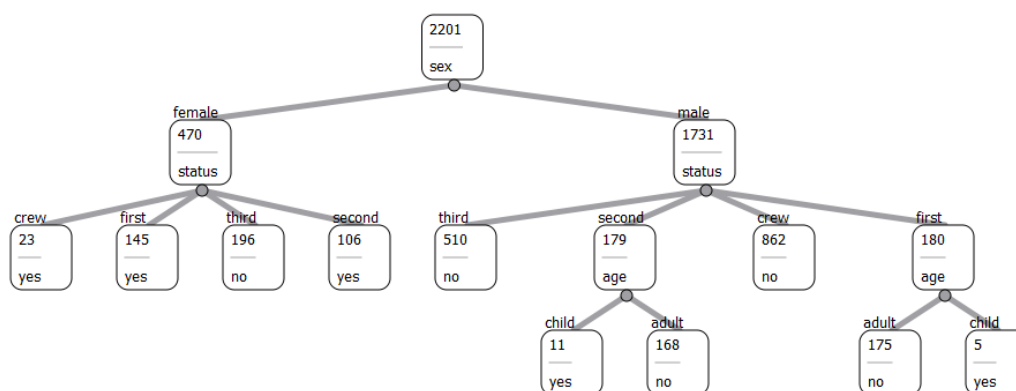 2201
sex
female
male
470
status
1731
status
crew
first
third
second
third
second
crew
first
23
yes
145
yes
196
no
106
yes
510
no
179
age
862
no
180
age
child
adult
adult
child
11
yes
168
no
175
no
5
yes